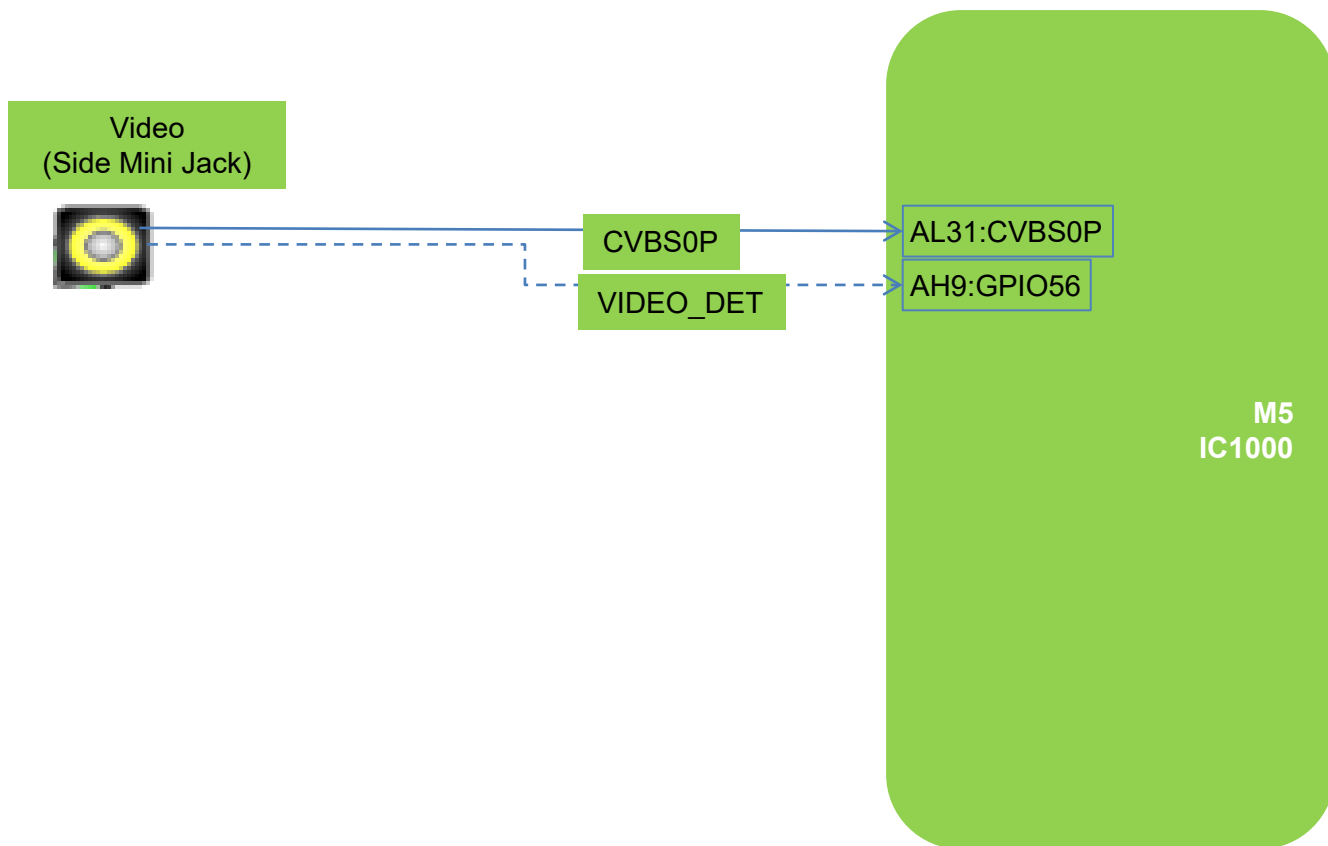 Video
(Side Mini Jack)
CVBS0P
AL31:CVBS0P
VIDEO_DET
AH9:GPIO56
M5
IC1000